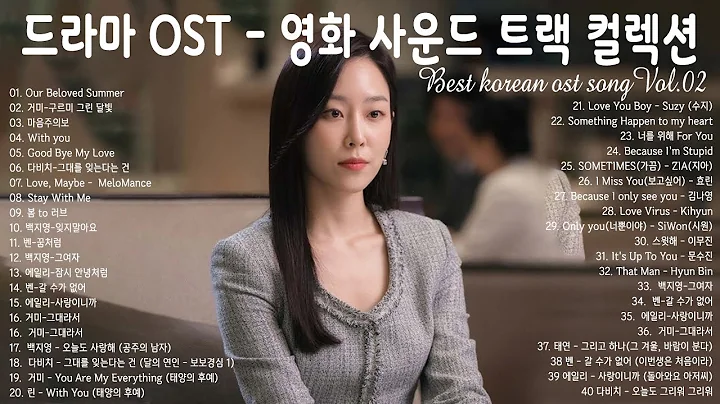 드라마 OST - 영화 사운드 트랙 컬렉션
Best korean ost song Vol.02
01. Our Beloved Summer
02. 거미-구르미 그린 달빛
03. 마음주의보
04. With you
05. Good Bye My Love
06. 다비치-그대를 잊는다는 건
07. Love, Maybe - MeloMance
08. Stay With Me
09. 봄 to 러브
10. 백지영-잊지말아요
11. 벤-꿈처럼
12. 백지영-그여자
13. 에일리-잠시 안녕처럼
14. 벤-갈 수가 없어
15. 에일리-사랑이니까
16. 거미-그대라서
16. 거미-그대라서
17. 백지영 - 오늘도 사랑해 (공주의 남자)
18. 다비치 - 그대를 잊는다는 건 (달의 연인 - 보보경심 1)
19. 거미 - You Are My Everything (태양의 후예)
20. 린 - With You (태양의 후예)
21. Love You Boy - Suzy (수지)
22. Something Happen to my heart
23. 너를 위해 For You
24. Because I'm Stupid
25. SOMETIMES(가끔) - ZIA(지아)
26. I Miss You(보고싶어) - 효린
27. Because I only see you - 김나영
28. Love Virus - Kihyun
29. Only you(너뿐이야) - SiWon(시원)
30. 스윗해 - 이무진
31. It's Up To You - 문수진
32. That Man - Hyun Bin
33. 백지영-그여자
34. 벤-갈 수가 없어
35. 에일리-사랑이니까
36. 거미-그대라서
37. 태연 - 그리고 하나(그 겨울, 바람이 분다)
38 벤 - 갈 수가 없어 (이번생은 처음이라)
39 에일리 - 사랑이니까 (돌아와요 아저씨)
40 다비치 - 오늘도 그리워 그리워